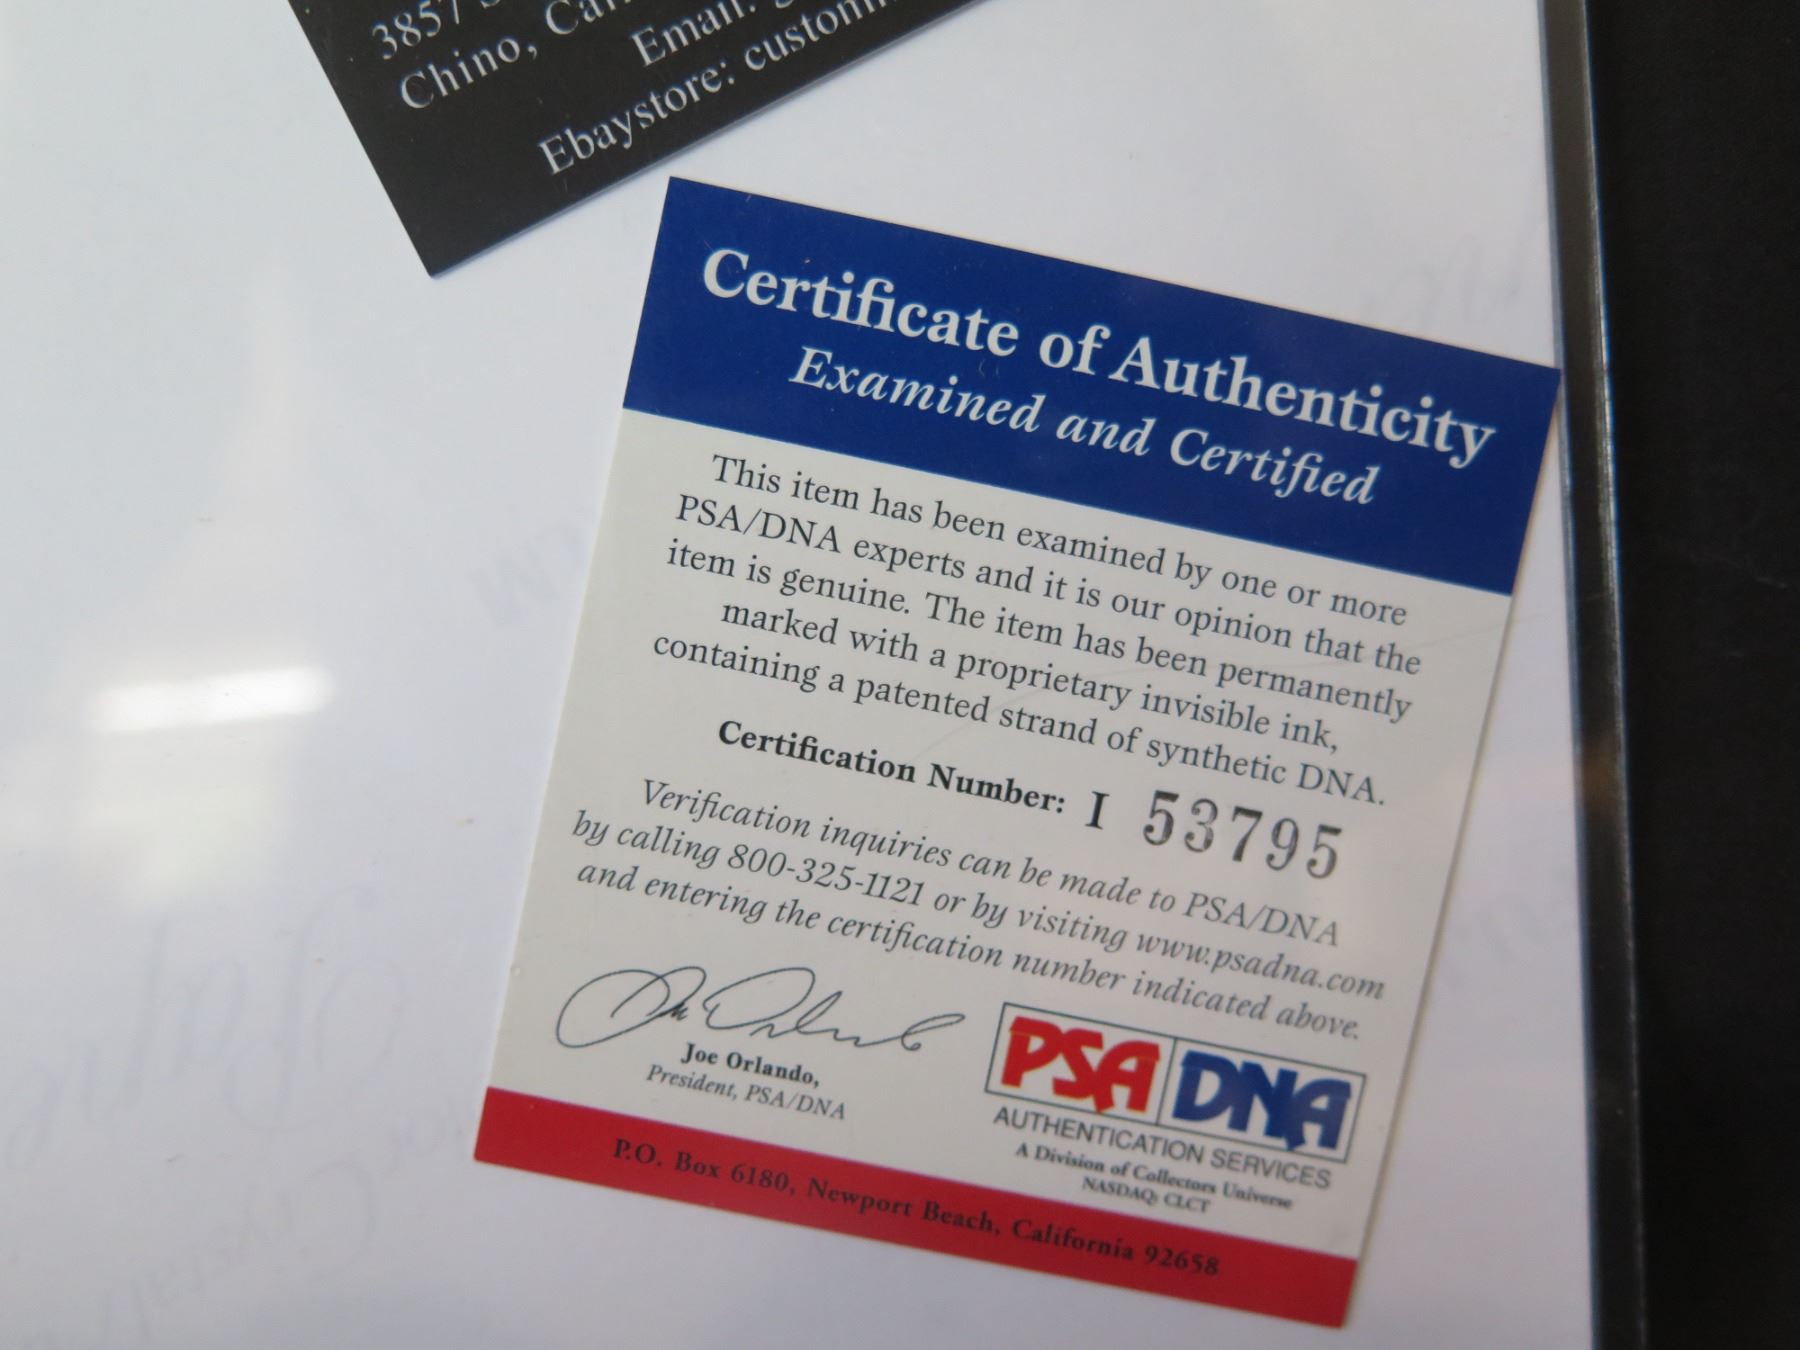 3857
Chino,
Email:
Ebaystore:
Certificate of Authenticity
Examined and Certified
This item has been examined by one or more
PSA/DNA experts and it is our opinion that the
item is genuine. The item has been permanently
marked with a proprietary invisible ink,
containing a patented strand of synthetic DNA.
Certification Number: I 53795
Verification inquiries can be made to PSA/DNA
by calling 800-325-1121 or by visiting www.psadna.com
and entering the certification number indicated above.
Joe Orlando,
President, PSA/DNA
PSA DNA
AUTHENTICATION SERVICES
A Division of Collectors Universe
NASDAQ: CLCT
P.O. Box 6180, Newport Beach, California 92658